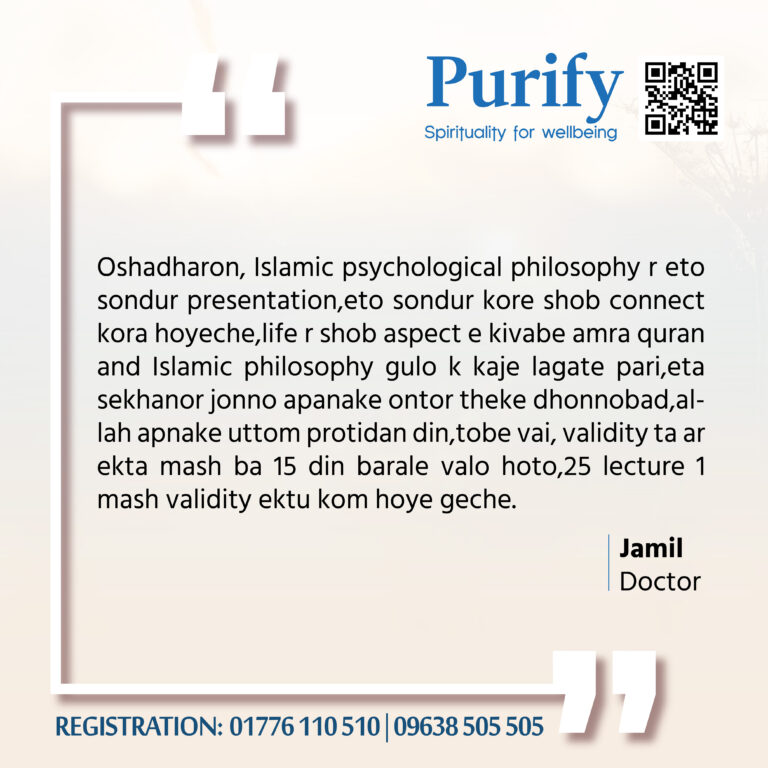 Purify
Spirituality for wellbeing
Oshadharon, Islamic psychological philosophy r eto
sondur presentation,eto sondur kore shob connect
kora hoyeche,life r shob aspect e kivabe amra quran
and Islamic philosophy gulo k kaje lagate pari,eta
sekhanor jonno apanake ontor theke dhonnobad,al-
lah apnake uttom protidan din,tobe vai, validity ta ar
ekta mash ba 15 din barale valo hoto,25 lecture 1
mash validity ektu kom hoye geche.
Jamil
Doctor
REGISTRATION: 01776 110 510 | 09638 505 505